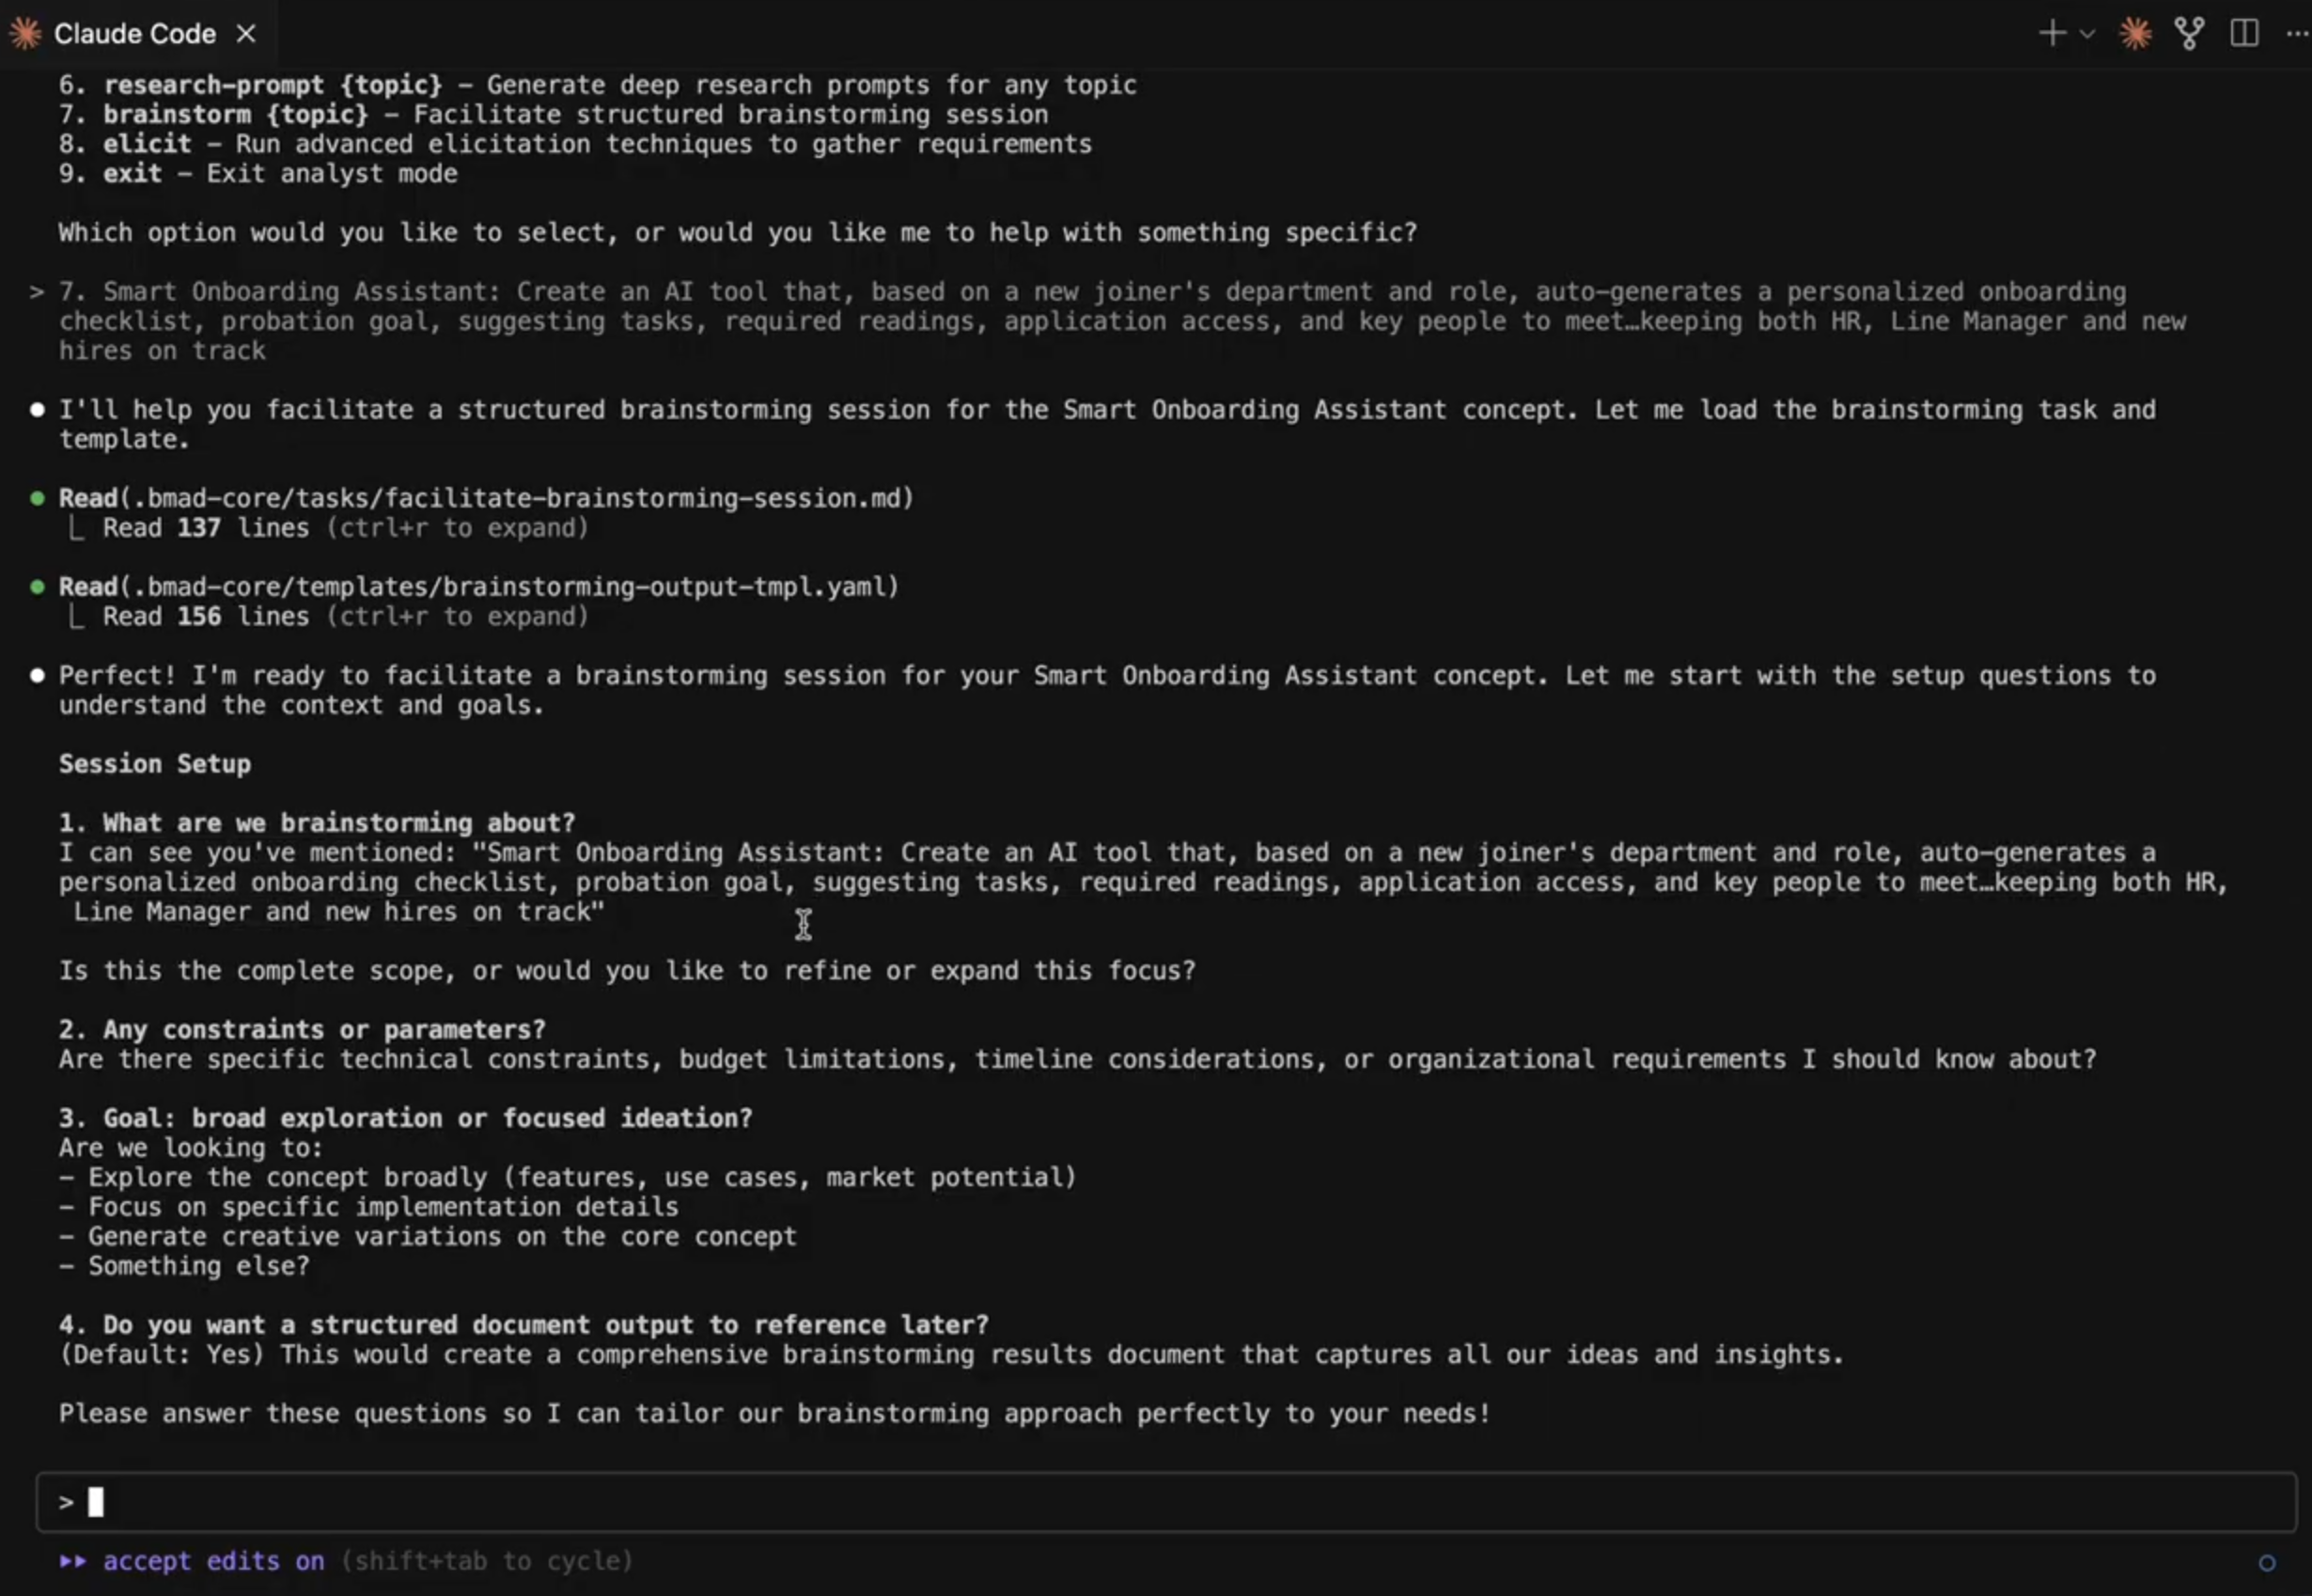 Claude Code
6. research-prompt {topic} – Generate deep research prompts for any topic
7. brainstorm {topic} – Facilitate structured brainstorming session
8. elicit – Run advanced elicitation techniques to gather requirements
9. exit – Exit analyst mode
Which option would you like to select, or would you like me to help with something specific?
> 7. Smart Onboarding Assistant: Create an AI tool that, based on a new joiner's department and role, auto-generates a personalized onboarding
checklist, probation goal, suggesting tasks, required readings, application access, and key people to meet…keeping both HR, Line Manager and new
hires on track
● I'll help you facilitate a structured brainstorming session for the Smart Onboarding Assistant concept. Let me load the brainstorming task and
template.
● Read(.bmad-core/tasks/facilitate-brainstorming-session.md)
⎿ Read 137 lines (ctrl+r to expand)
● Read(.bmad-core/templates/brainstorming-output-tmpl.yaml)
⎿ Read 156 lines (ctrl+r to expand)
● Perfect! I'm ready to facilitate a brainstorming session for your Smart Onboarding Assistant concept. Let me start with the setup questions to
understand the context and goals.
Session Setup
1. What are we brainstorming about?
I can see you've mentioned: "Smart Onboarding Assistant: Create an AI tool that, based on a new joiner's department and role, auto-generates a
personalized onboarding checklist, probation goal, suggesting tasks, required readings, application access, and key people to meet…keeping both HR,
Line Manager and new hires on track"
Is this the complete scope, or would you like to refine or expand this focus?
2. Any constraints or parameters?
Are there specific technical constraints, budget limitations, timeline considerations, or organizational requirements I should know about?
3. Goal: broad exploration or focused ideation?
Are we looking to:
– Explore the concept broadly (features, use cases, market potential)
– Focus on specific implementation details
– Generate creative variations on the core concept
– Something else?
4. Do you want a structured document output to reference later?
(Default: Yes) This would create a comprehensive brainstorming results document that captures all our ideas and insights.
Please answer these questions so I can tailor our brainstorming approach perfectly to your needs!
>
⏵⏵ accept edits on (shift+tab to cycle)